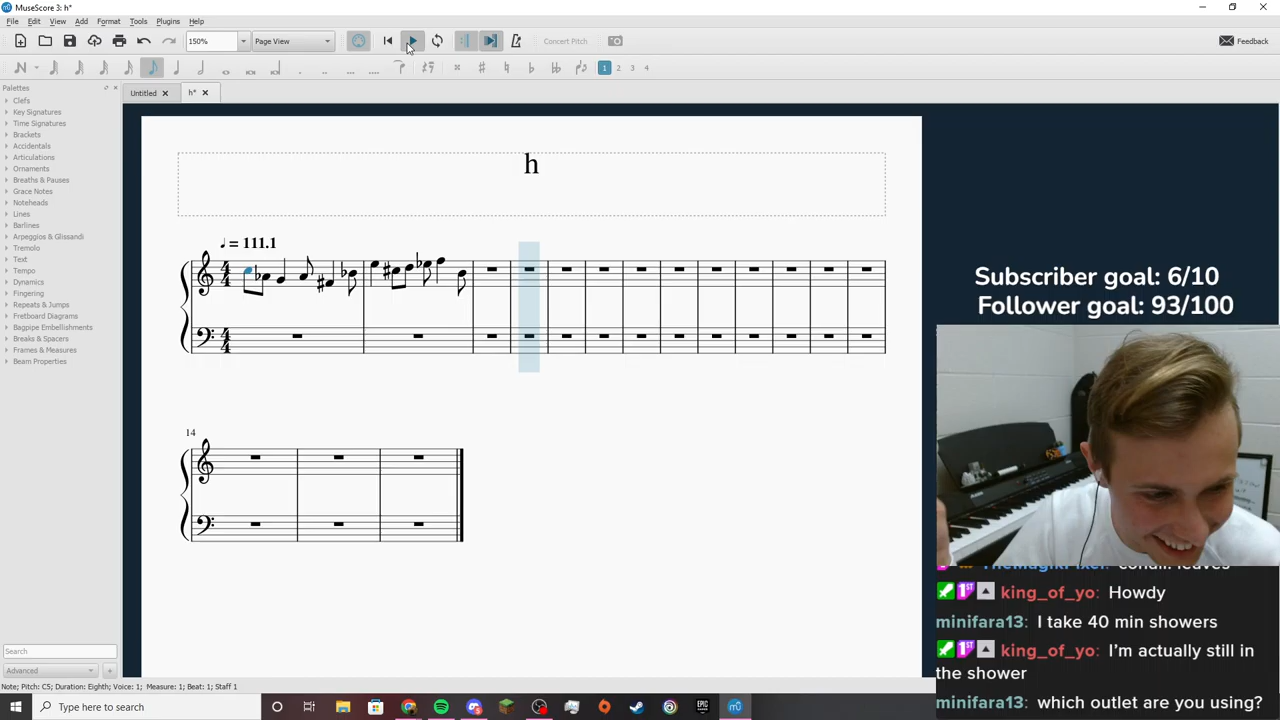 MuseScore 3: h*
File Edit View Add Format Tools Plugins Help
150% Page View Concert Pitch Feedback
1 2 3 4
Palettes
Untitled h*
Clefs
Key Signatures
Time Signatures
Brackets
Accidentals
Articulations
Ornaments
Breaths & Pauses
Grace Notes
Noteheads
Lines
Barlines
Arpeggios & Glissandi
Tremolo
Text
Tempo
Dynamics
Fingering
Repeats & Jumps
Fretboard Diagrams
Bagpipe Embellishments
Breaks & Spacers
Frames & Measures
Beam Properties
h
= 111.1
14
Subscriber goal: 6/10
Follower goal: 93/100
king_of_yo: Howdy
minifara13: I take 40 min showers
king_of_yo: I'm actually still in
the shower
minifara13: which outlet are you using?
Search
Advanced
Note; Pitch: C5; Duration: Eighth; Voice: 1; Measure: 1; Beat: 1; Staff 1
Type here to search